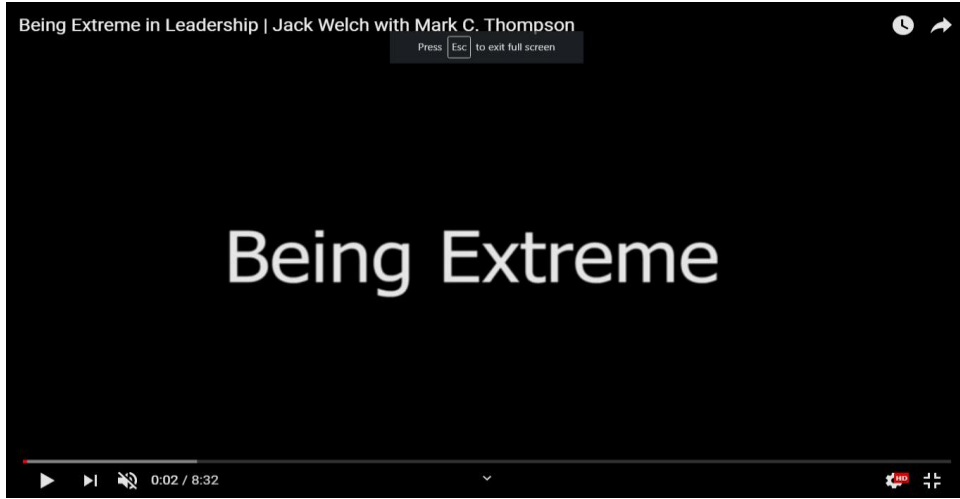 Being Extreme in Leadership | Jack Welch with Mark C. Thompson
Press Esc to exit full screen
Being Extreme
0:02 / 8:32
HD